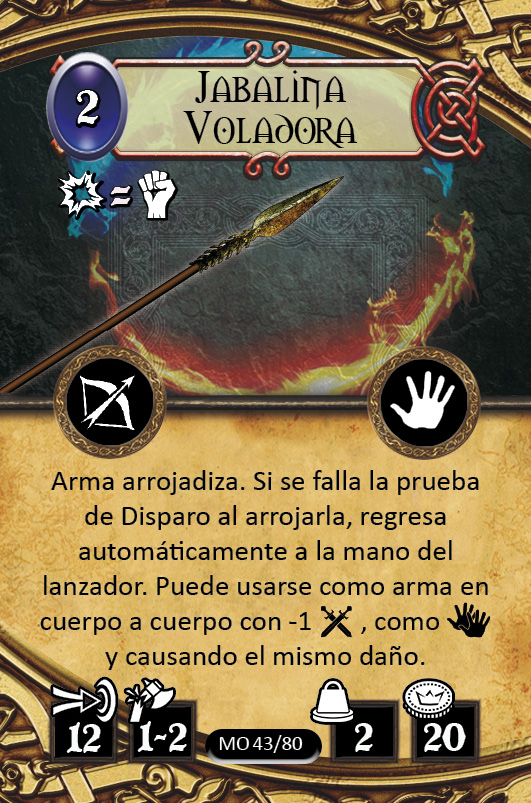 2
Jabalina
Voladora
=
Arma arrojadiza. Si se falla la prueba
de Disparo al arrojarla, regresa
automáticamente a la mano del
lanzador. Puede usarse como arma en
cuerpo a cuerpo con -1 , como
y causando el mismo daño.
12 1-2 MO 43/80 2 20